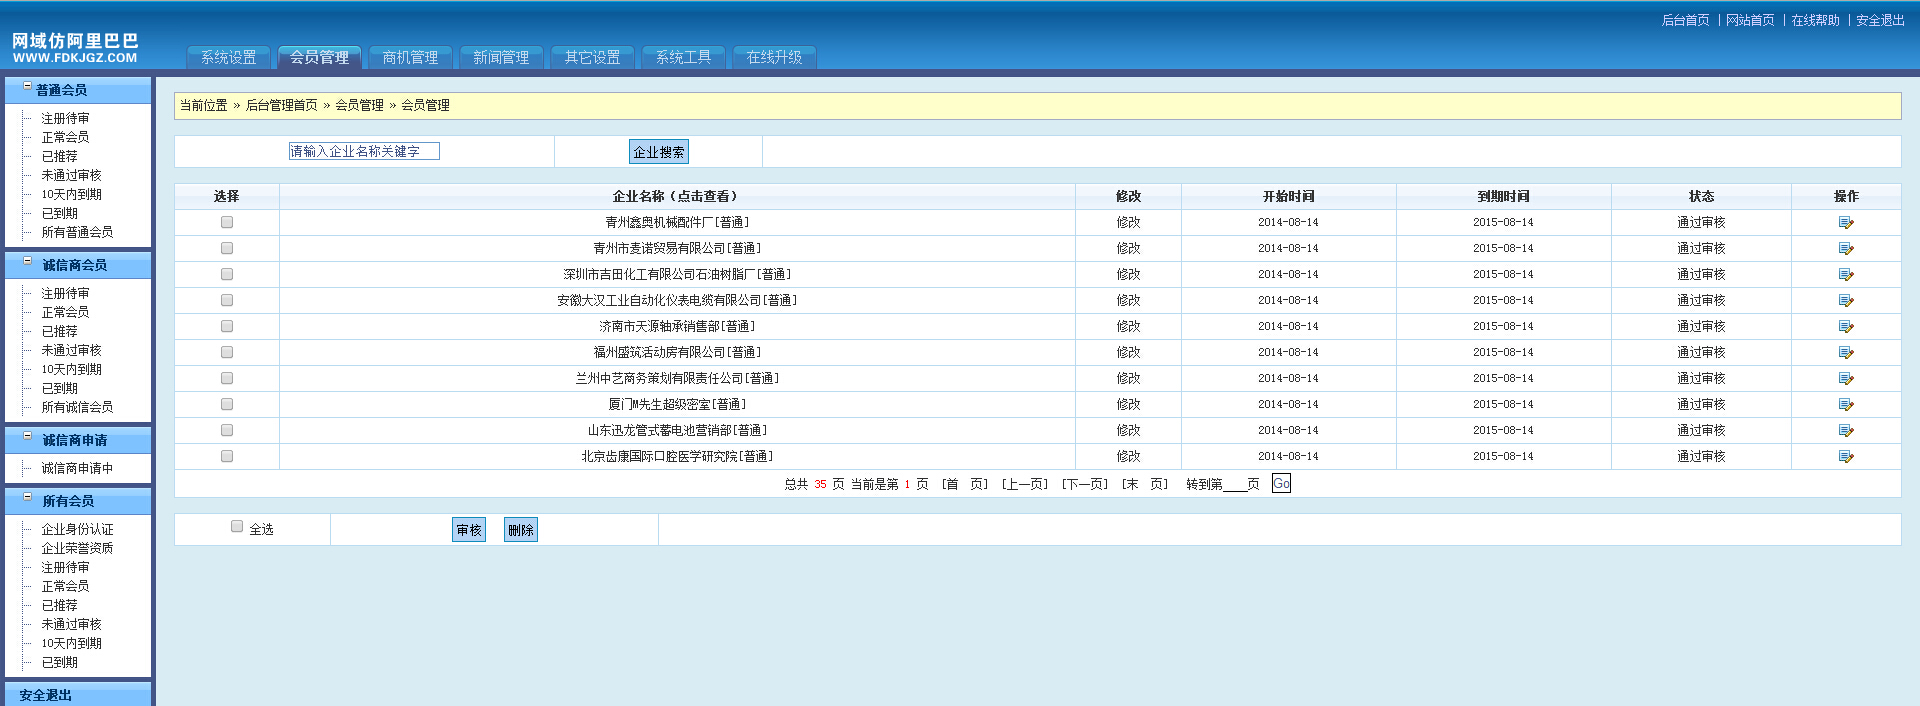 后台首页 | 网站首页 | 在线帮助 | 安全退出
网域仿阿里巴巴
WWW.FDKJGZ.COM
系统设置 会员管理 商机管理 新闻管理 其它设置 系统工具 在线升级
普通会员
注册待审
正常会员
已推荐
未通过审核
10天内到期
已到期
所有普通会员
诚信商会员
注册待审
正常会员
已推荐
未通过审核
10天内到期
已到期
所有诚信会员
诚信商申请
诚信商申请中
所有会员
企业身份认证
企业荣誉资质
注册待审
正常会员
已推荐
未通过审核
10天内到期
已到期
安全退出
当前位置 » 后台管理首页 » 会员管理 » 会员管理
请输入企业名称关键字 企业搜索
选择 企业名称（点击查看） 修改 开始时间 到期时间 状态 操作
青州鑫奥机械配件厂[普通] 修改 2014-08-14 2015-08-14 通过审核
青州市麦诺贸易有限公司[普通] 修改 2014-08-14 2015-08-14 通过审核
深圳市吉田化工有限公司石油树脂厂[普通] 修改 2014-08-14 2015-08-14 通过审核
安徽大汉工业自动化仪表电缆有限公司[普通] 修改 2014-08-14 2015-08-14 通过审核
济南市天源轴承销售部[普通] 修改 2014-08-14 2015-08-14 通过审核
福州盛筑活动房有限公司[普通] 修改 2014-08-14 2015-08-14 通过审核
兰州中艺商务策划有限责任公司[普通] 修改 2014-08-14 2015-08-14 通过审核
厦门M先生超级密室[普通] 修改 2014-08-14 2015-08-14 通过审核
山东迅龙管式蓄电池营销部[普通] 修改 2014-08-14 2015-08-14 通过审核
北京齿康国际口腔医学研究院[普通] 修改 2014-08-14 2015-08-14 通过审核
总共 35 页 当前是第 1 页 [首 页] [上一页] [下一页] [末 页] 转到第____页 Go
全选 审核 删除